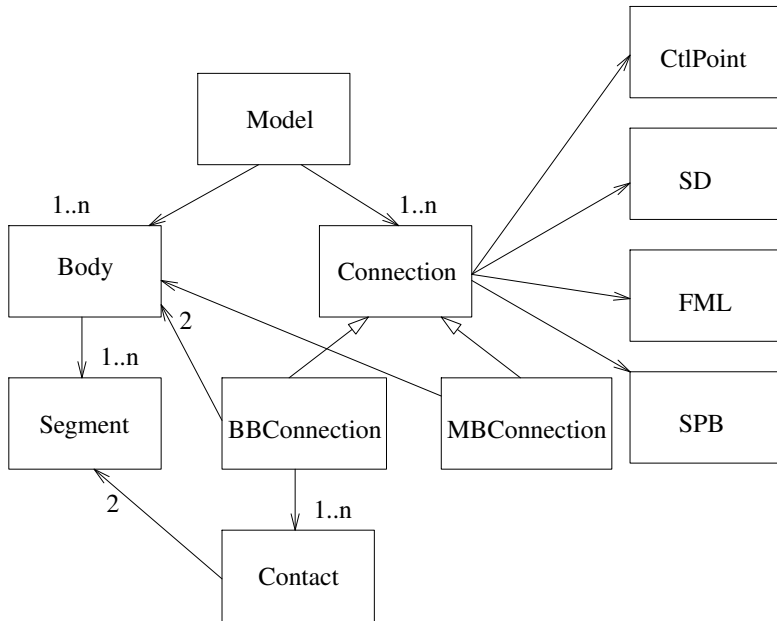 CtlPoint
Model
SD
1..n
1..n
Body
Connection
FML
2
1..n
Segment
BBConnection
MBConnection
SPB
2
1..n
Contact